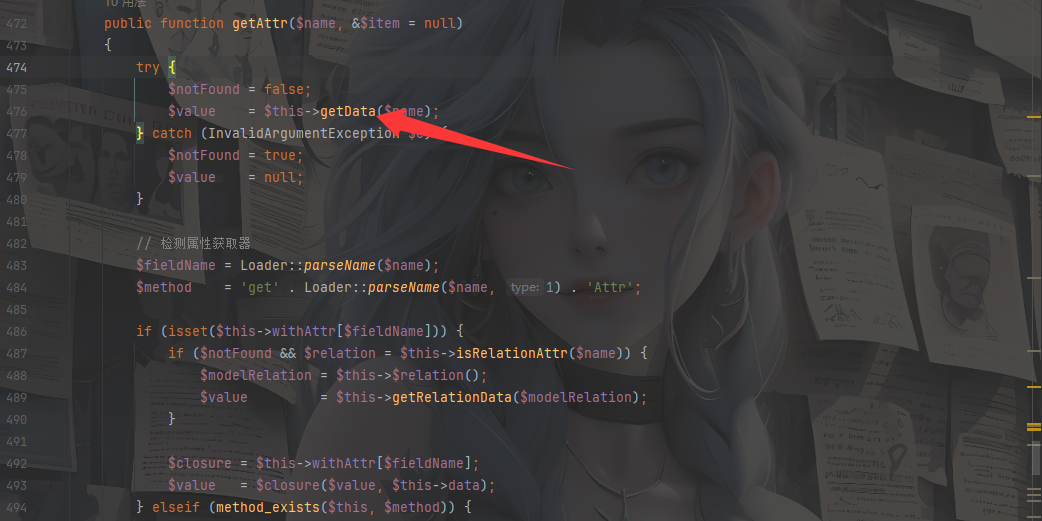 10 用法
472 public function getAttr($name, &$item = null)
473 {
474 try {
475 $notFound = false;
476 $value = $this->getData($name);
477 } catch (InvalidArgumentException $e) {
478 $notFound = true;
479 $value = null;
480 }
481
482 // 检测属性获取器
483 $fieldName = Loader::parseName($name);
484 $method = 'get' . Loader::parseName($name, type: 1) . 'Attr';
485
486 if (isset($this->withAttr[$fieldName])) {
487 if ($notFound && $relation = $this->isRelationAttr($name)) {
488 $modelRelation = $this->$relation();
489 $value = $this->getRelationData($modelRelation);
490 }
491
492 $closure = $this->withAttr[$fieldName];
493 $value = $closure($value, $this->data);
494 } elseif (method_exists($this, $method)) {